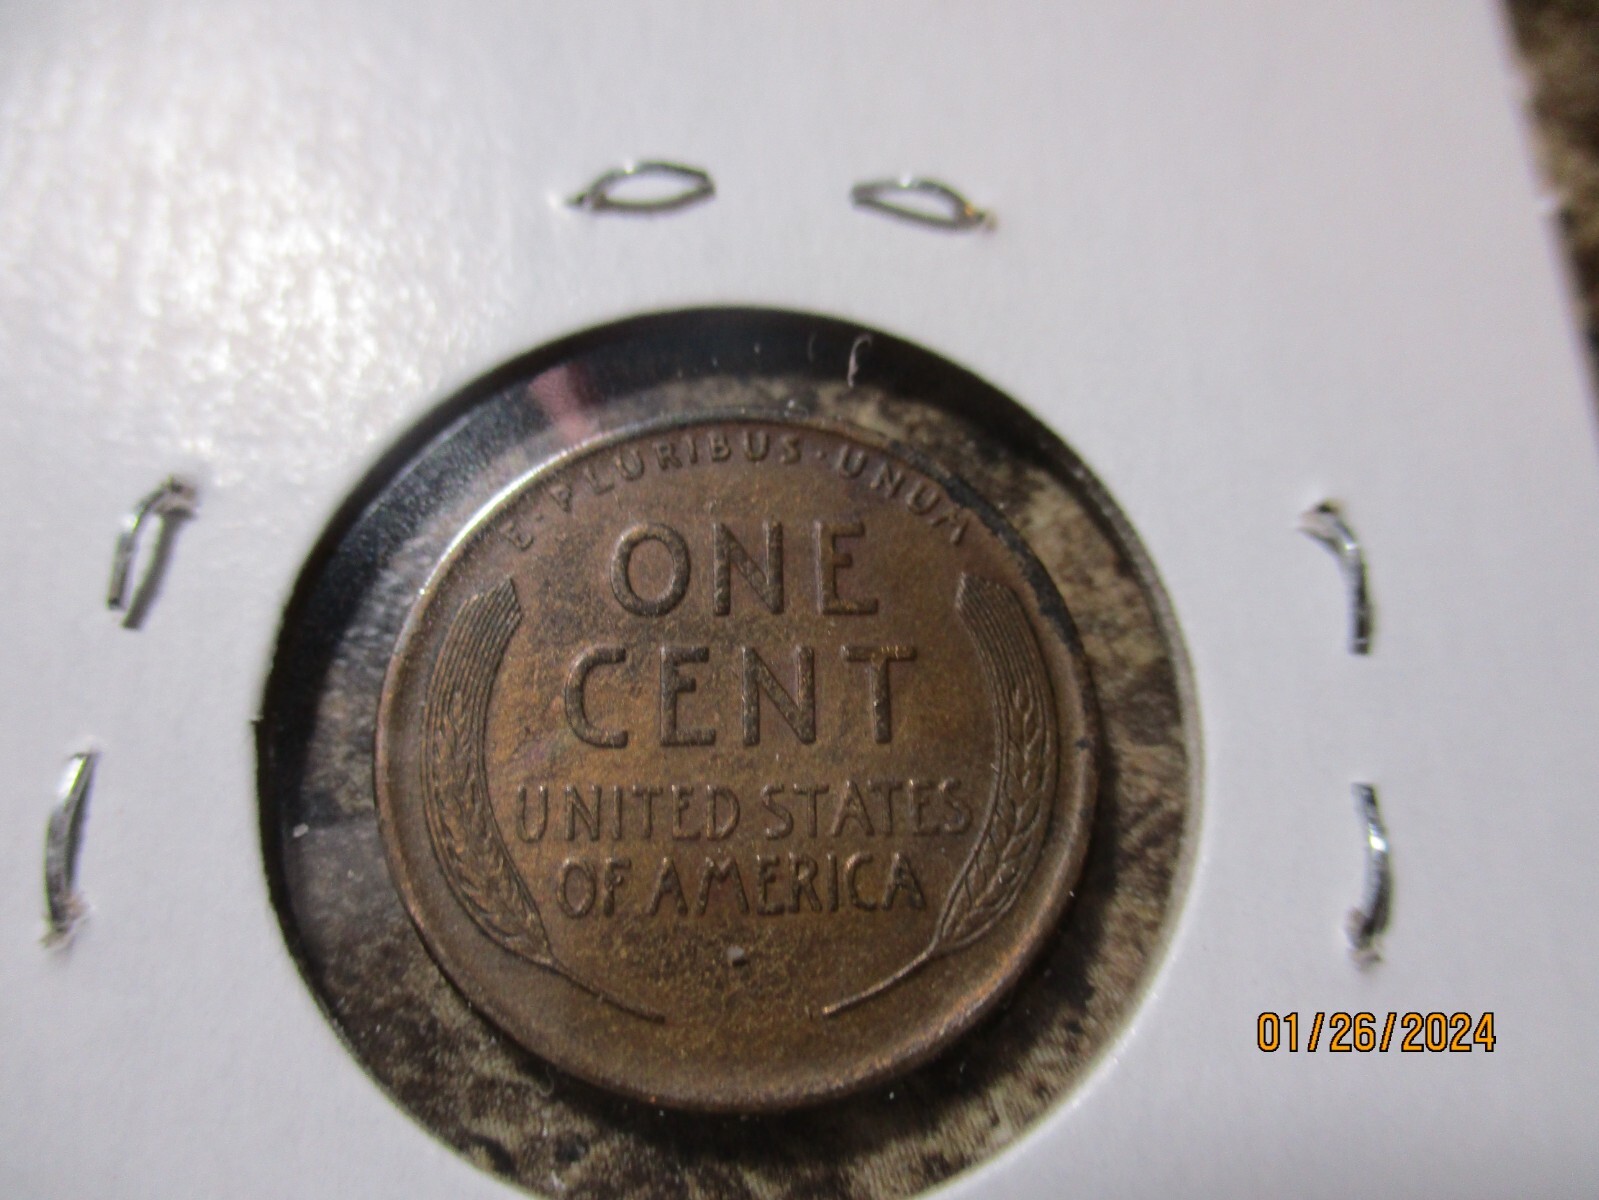 E·PLURIBUS·UNUM
ONE
CENT
UNITED STATES
OF AMERICA
01/26/2024